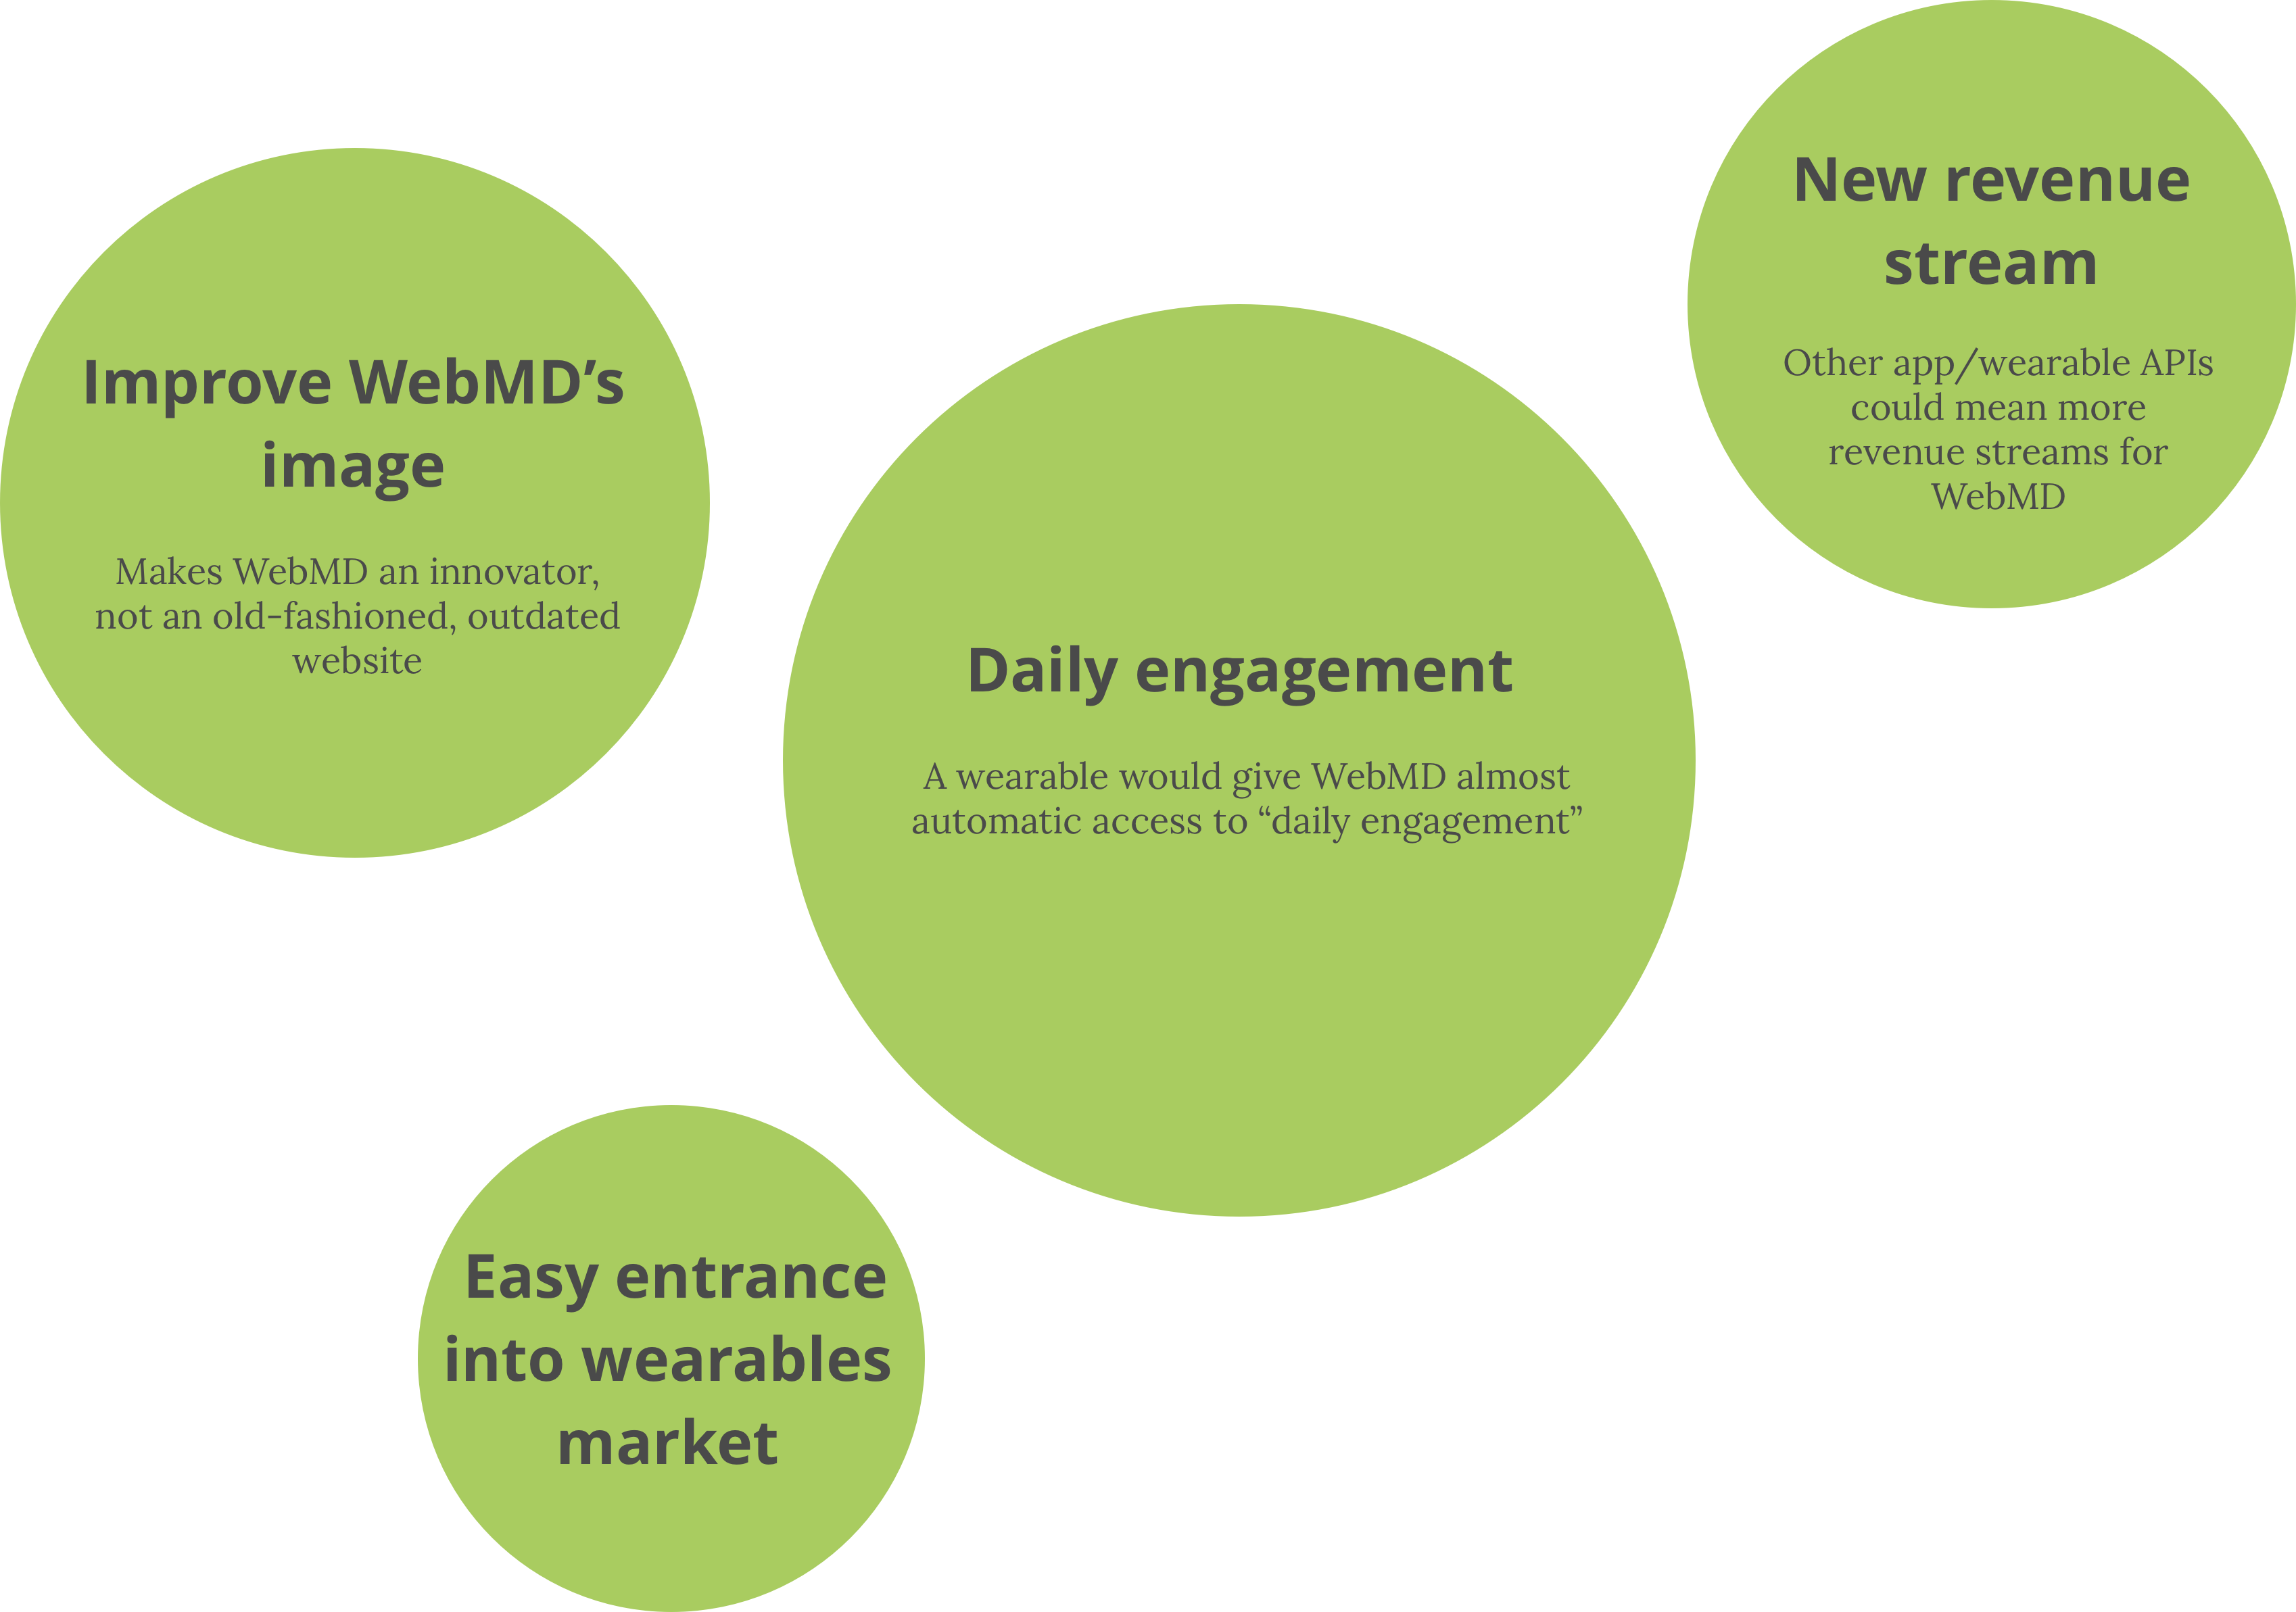 Improve WebMD’s
image
Makes WebMD an innovator,
not an old-fashioned, outdated
website
Daily engagement
A wearable would give WebMD almost
automatic access to “daily engagement”
New revenue
stream
Other app/wearable APIs
could mean more
revenue streams for
WebMD
Easy entrance
into wearables
market